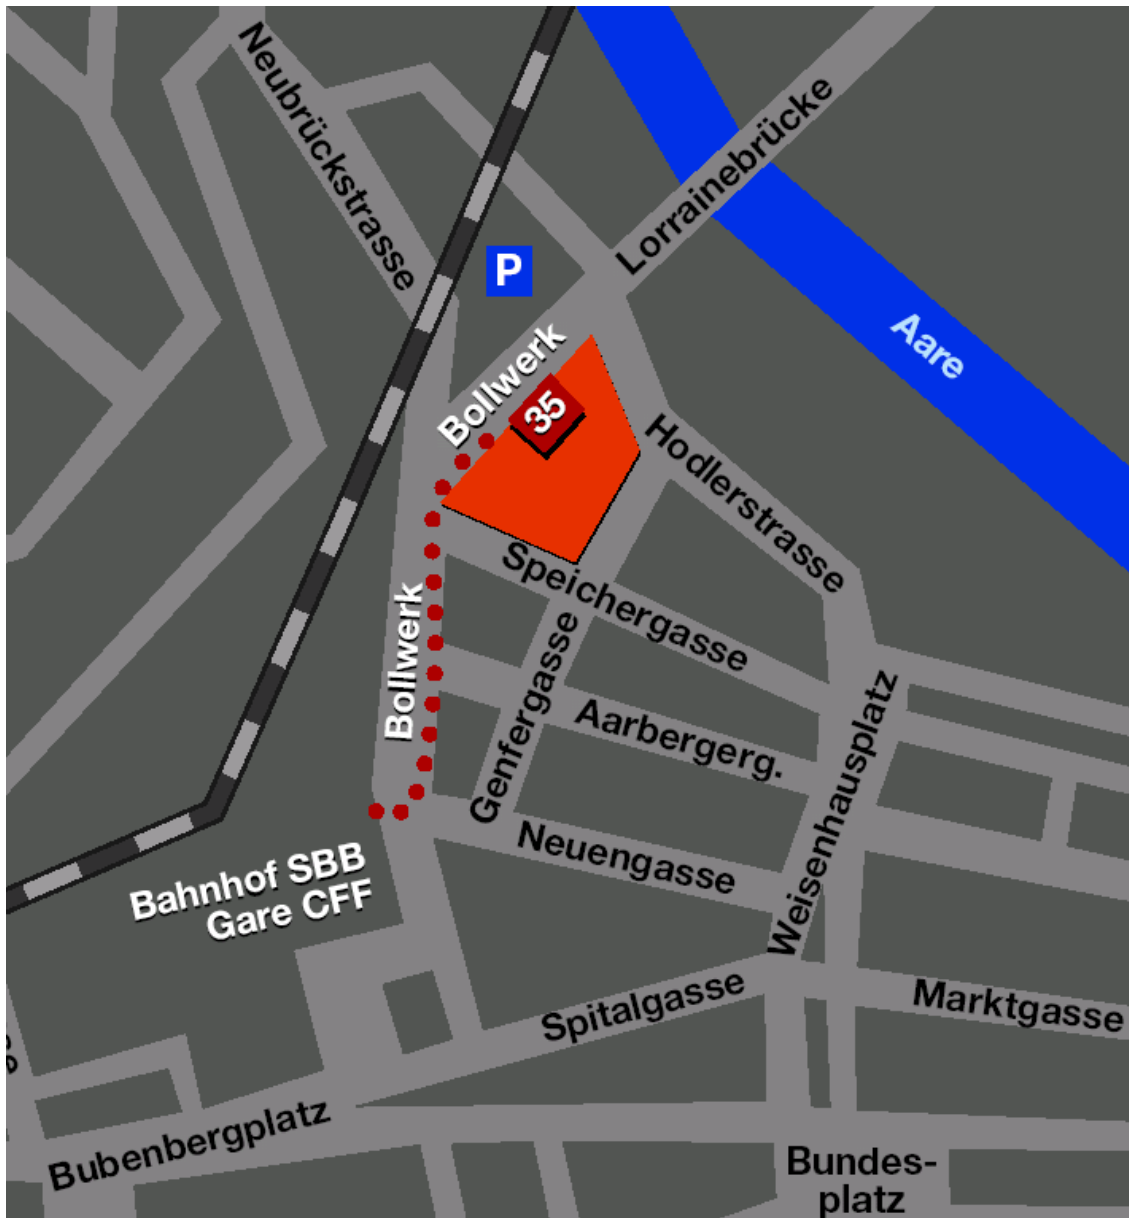 Neubrückstrasse
Lorrainebrücke
P
Aare
Bollwerk
35
Hodlerstrasse
Speichergasse
Bollwerk
Genfergasse
Aarbergerg.
Weisenhausplatz
Neuengasse
Bahnhof SBB
Gare CFF
Spitalgasse
Marktgasse
Bubenbergplatz
Bundes-
platz